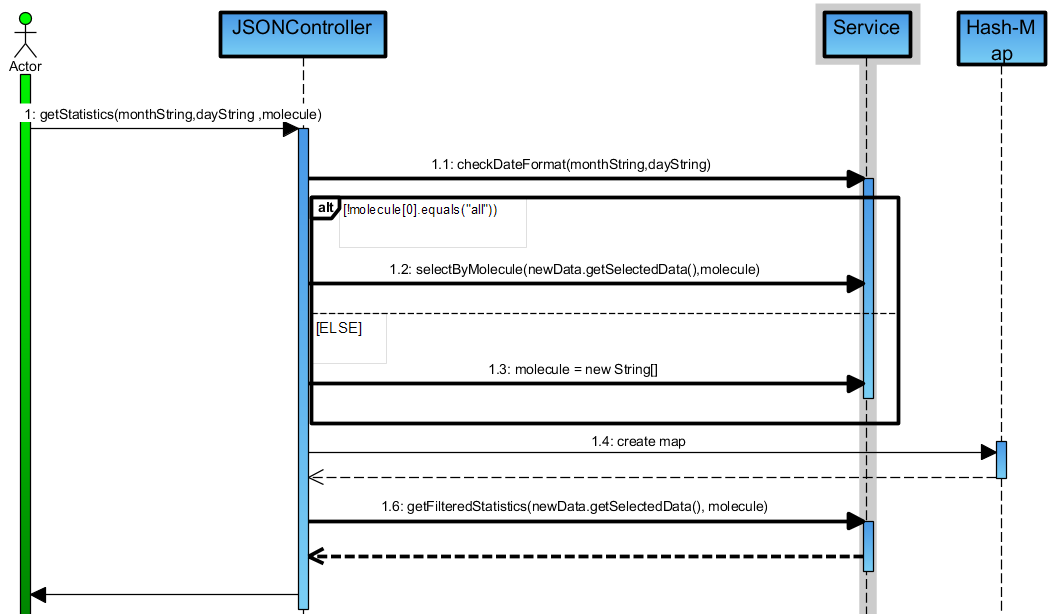 JSONController
Service
Hash-M
ap
Actor
1: getStatistics(monthString,dayString ,molecule)
1.1: checkDateFormat(monthString,dayString)
alt
[!molecule[0].equals("all"))
1.2: selectByMolecule(newData.getSelectedData(),molecule)
[ELSE]
1.3: molecule = new String[]
1.4: create map
1.6: getFilteredStatistics(newData.getSelectedData(), molecule)